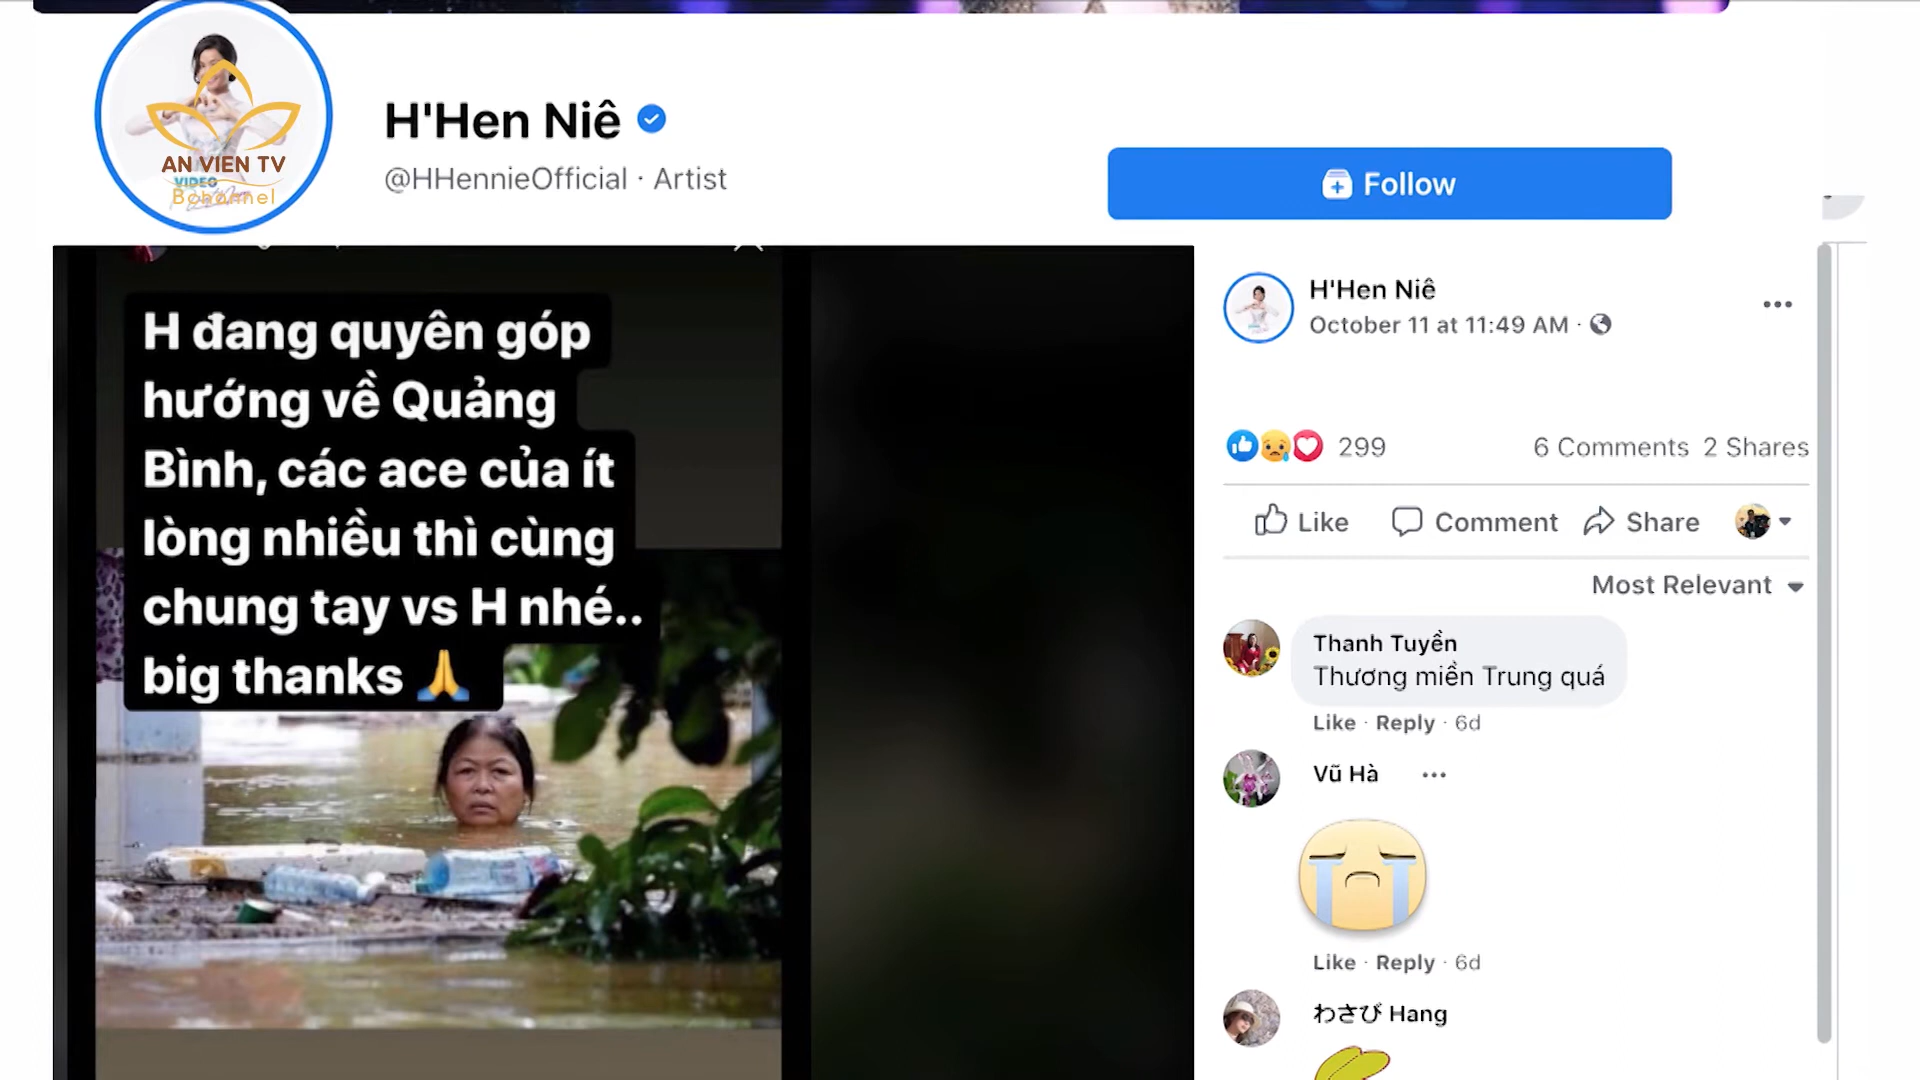 AN VIEN TV
VIDEO
Bchannel
H'Hen Niê
@HHennieOfficial · Artist
Follow
H đang quyên góp
hướng về Quảng
Bình, các ace của ít
lòng nhiều thì cùng
chung tay vs H nhé..
big thanks 🙏
H'Hen Niê
October 11 at 11:49 AM ·
299
6 Comments 2 Shares
Like Comment Share
Most Relevant
Thanh Tuyền
Thương miền Trung quá
Like · Reply · 6d
Vũ Hà
Like · Reply · 6d
わさび Hang